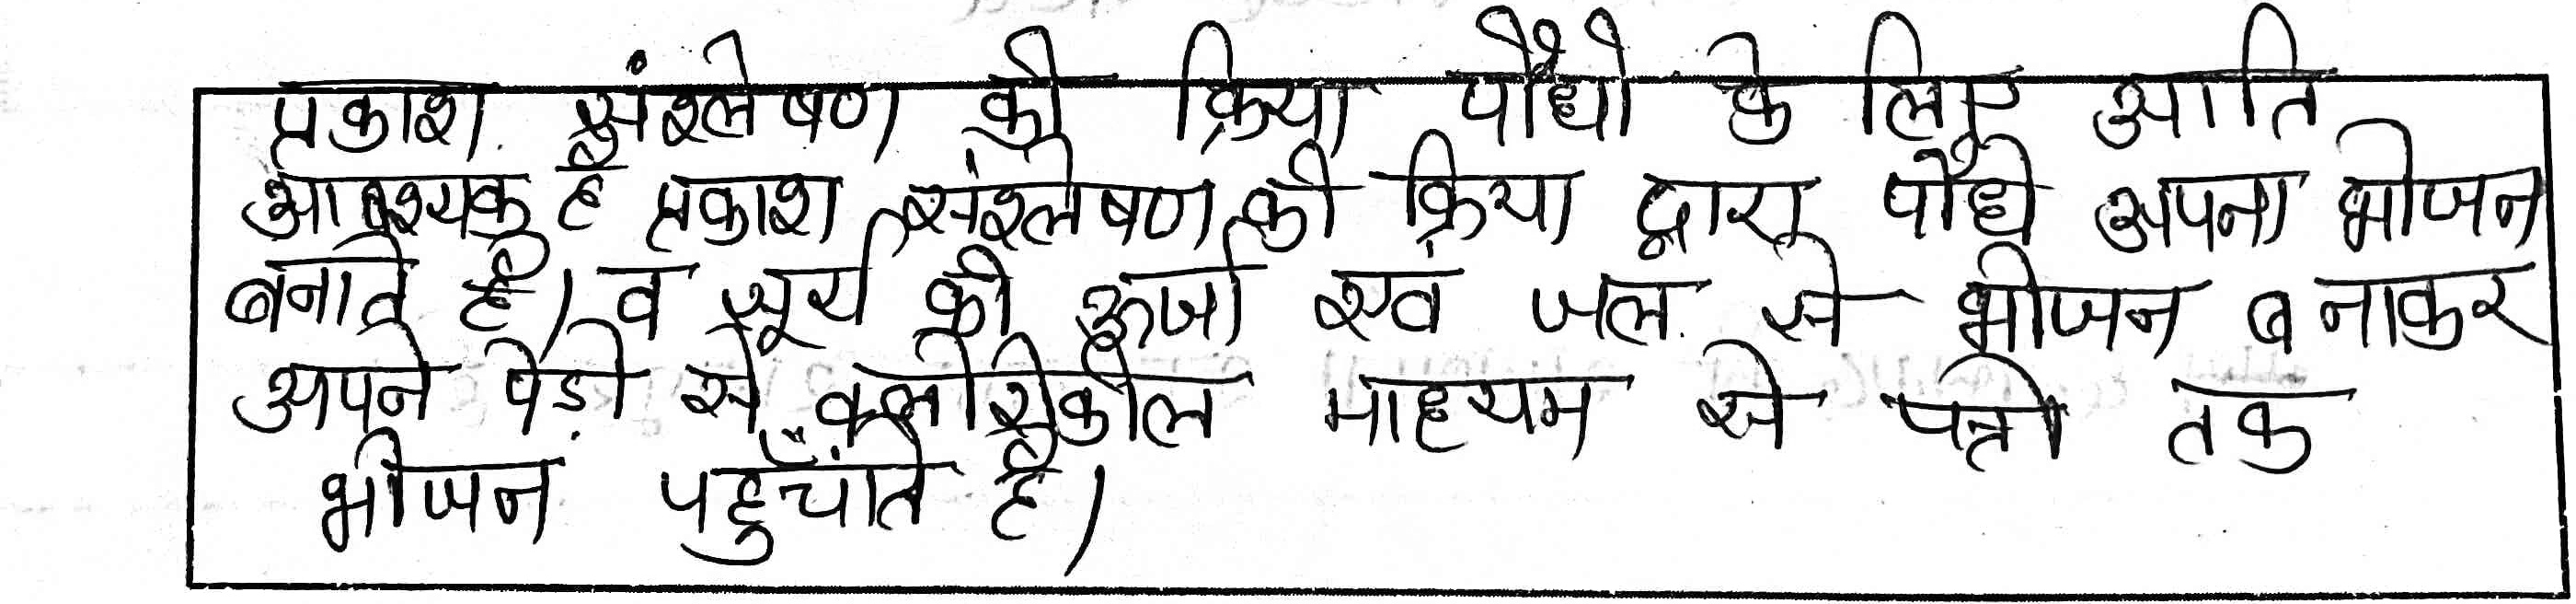 प्रकाश संश्लेषण की क्रिया पौधो के लिए आति
आवश्यक है प्रकाश संश्लेषण की क्रिया द्वारा पौधे अपना भोजन
बनाते है। व सूर्य की ऊर्जा एवं जल से भोजन बनाकर
अपने पेडो से क्लोरोकील माध्यम से पत्तो तक
भोजन पहुँचाते है।